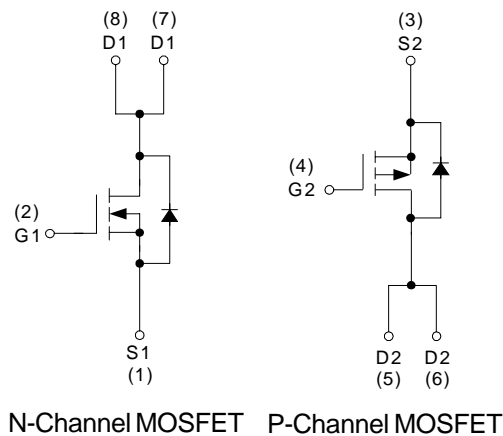 (8) (7)
D1 D1
(2)
G1
S1
(1)
N-Channel MOSFET
(3)
S2
(4)
G2
D2 D2
(5) (6)
P-Channel MOSFET